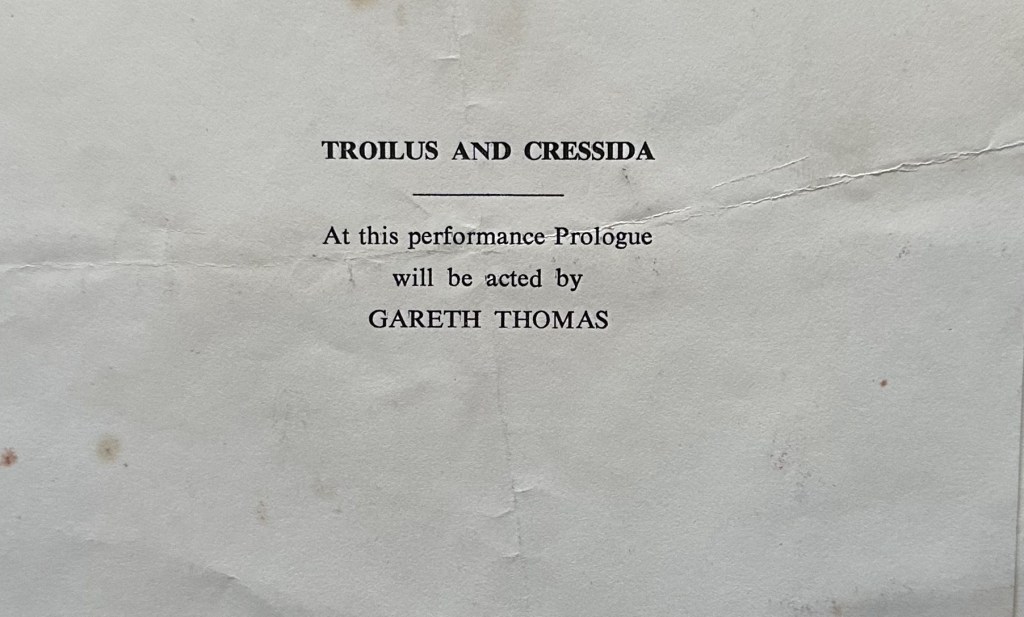 TROILUS AND CRESSIDA
At this performance Prologue
will be acted by
GARETH THOMAS